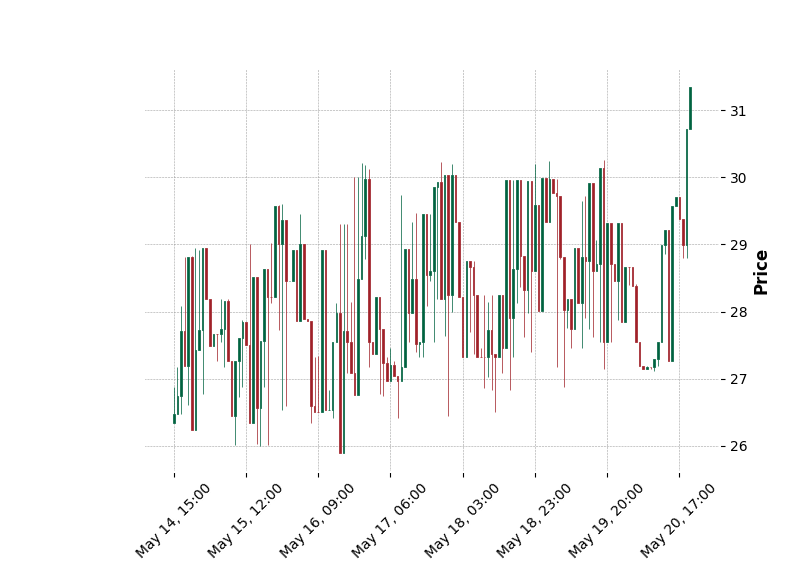 31
30
29
28
27
26
Price
May 14, 15:00
May 15, 12:00
May 16, 09:00
May 17, 06:00
May 18, 03:00
May 18, 23:00
May 19, 20:00
May 20, 17:00